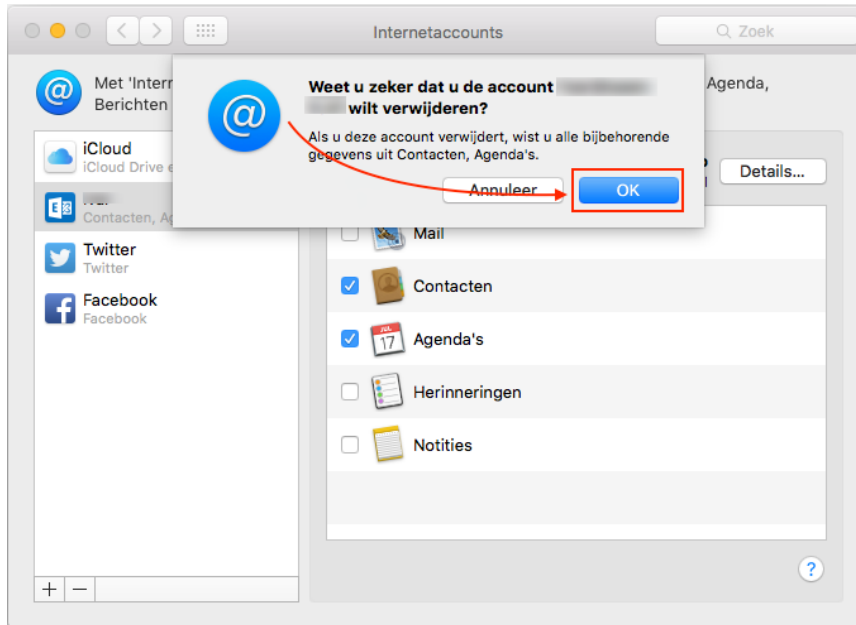 Internetaccounts
Zoek
Met 'Interr
Berichten
Agenda,
Weet u zeker dat u de account
wilt verwijderen?
Als u deze account verwijdert, wist u alle bijbehorende
gegevens uit Contacten, Agenda's.
Annuleer
OK
iCloud
iCloud Drive e
Contacten, Ag
Twitter
Twitter
Facebook
Facebook
Details...
Mail
Contacten
JUL
17
Agenda's
Herinneringen
Notities